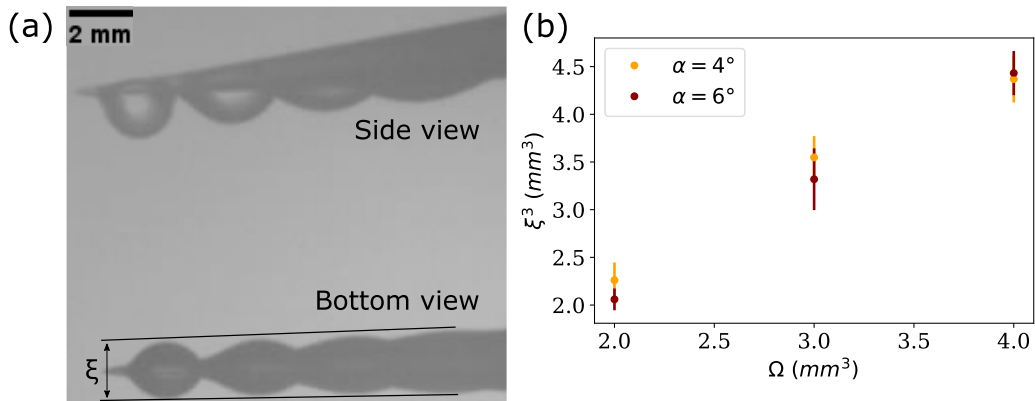 (a)
2 mm
Side view
Bottom view
ξ
(b)
α = 4°
α = 6°
4.5
4.0
3.5
3.0
2.5
2.0
ξ³ (mm³)
2.0 2.5 3.0 3.5 4.0
Ω (mm³)